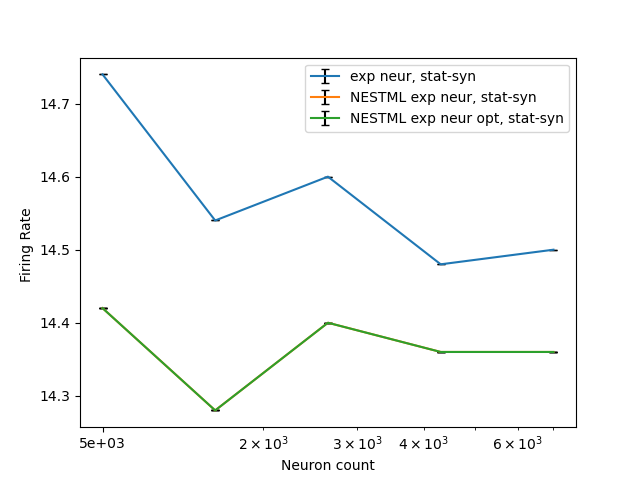 exp neur, stat-syn
NESTML exp neur, stat-syn
NESTML exp neur opt, stat-syn
Firing Rate
14.7
14.6
14.5
14.4
14.3
5e+03
2 × 10³
3 × 10³
4 × 10³
6 × 10³
Neuron count